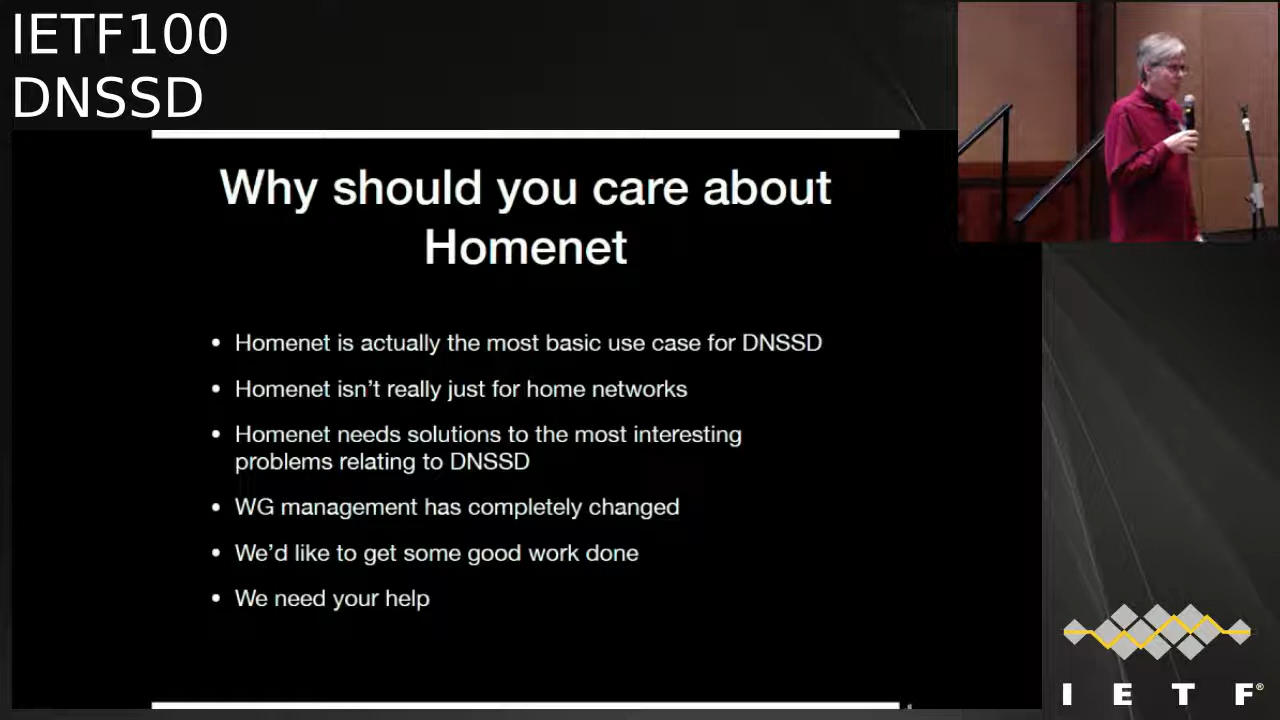 IETF100
DNSSD
Why should you care about
Homenet
• Homenet is actually the most basic use case for DNSSD
• Homenet isn’t really just for home networks
• Homenet needs solutions to the most interesting
problems relating to DNSSD
• WG management has completely changed
• We’d like to get some good work done
• We need your help
I E T F®